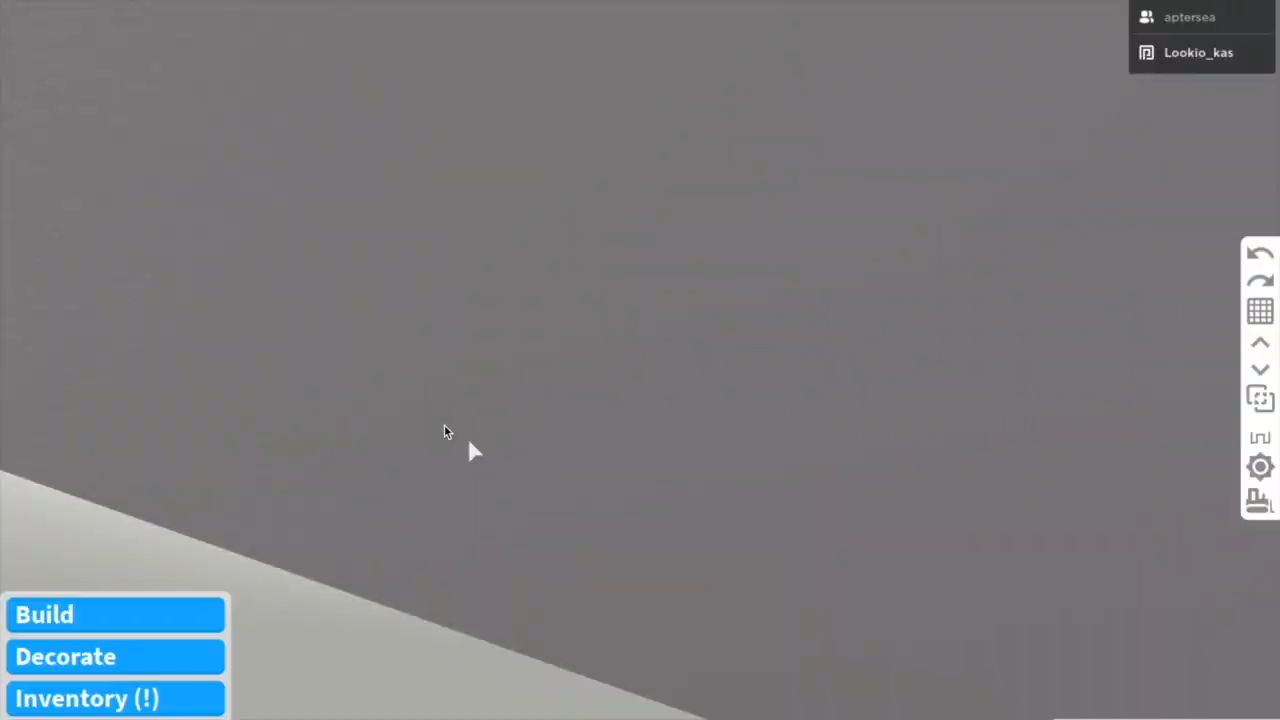 aptersea
Lookio_kas
Build
Decorate
Inventory (!)